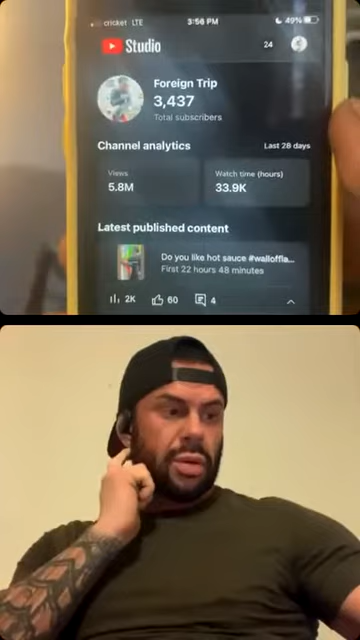 cricket LTE 3:56 PM 49%
Studio 24
Foreign Trip
3,437
Total subscribers
Channel analytics Last 28 days
Views Watch time (hours)
5.8M 33.9K
Latest published content
Do you like hot sauce #walloffla...
First 22 hours 48 minutes
2K 60 4